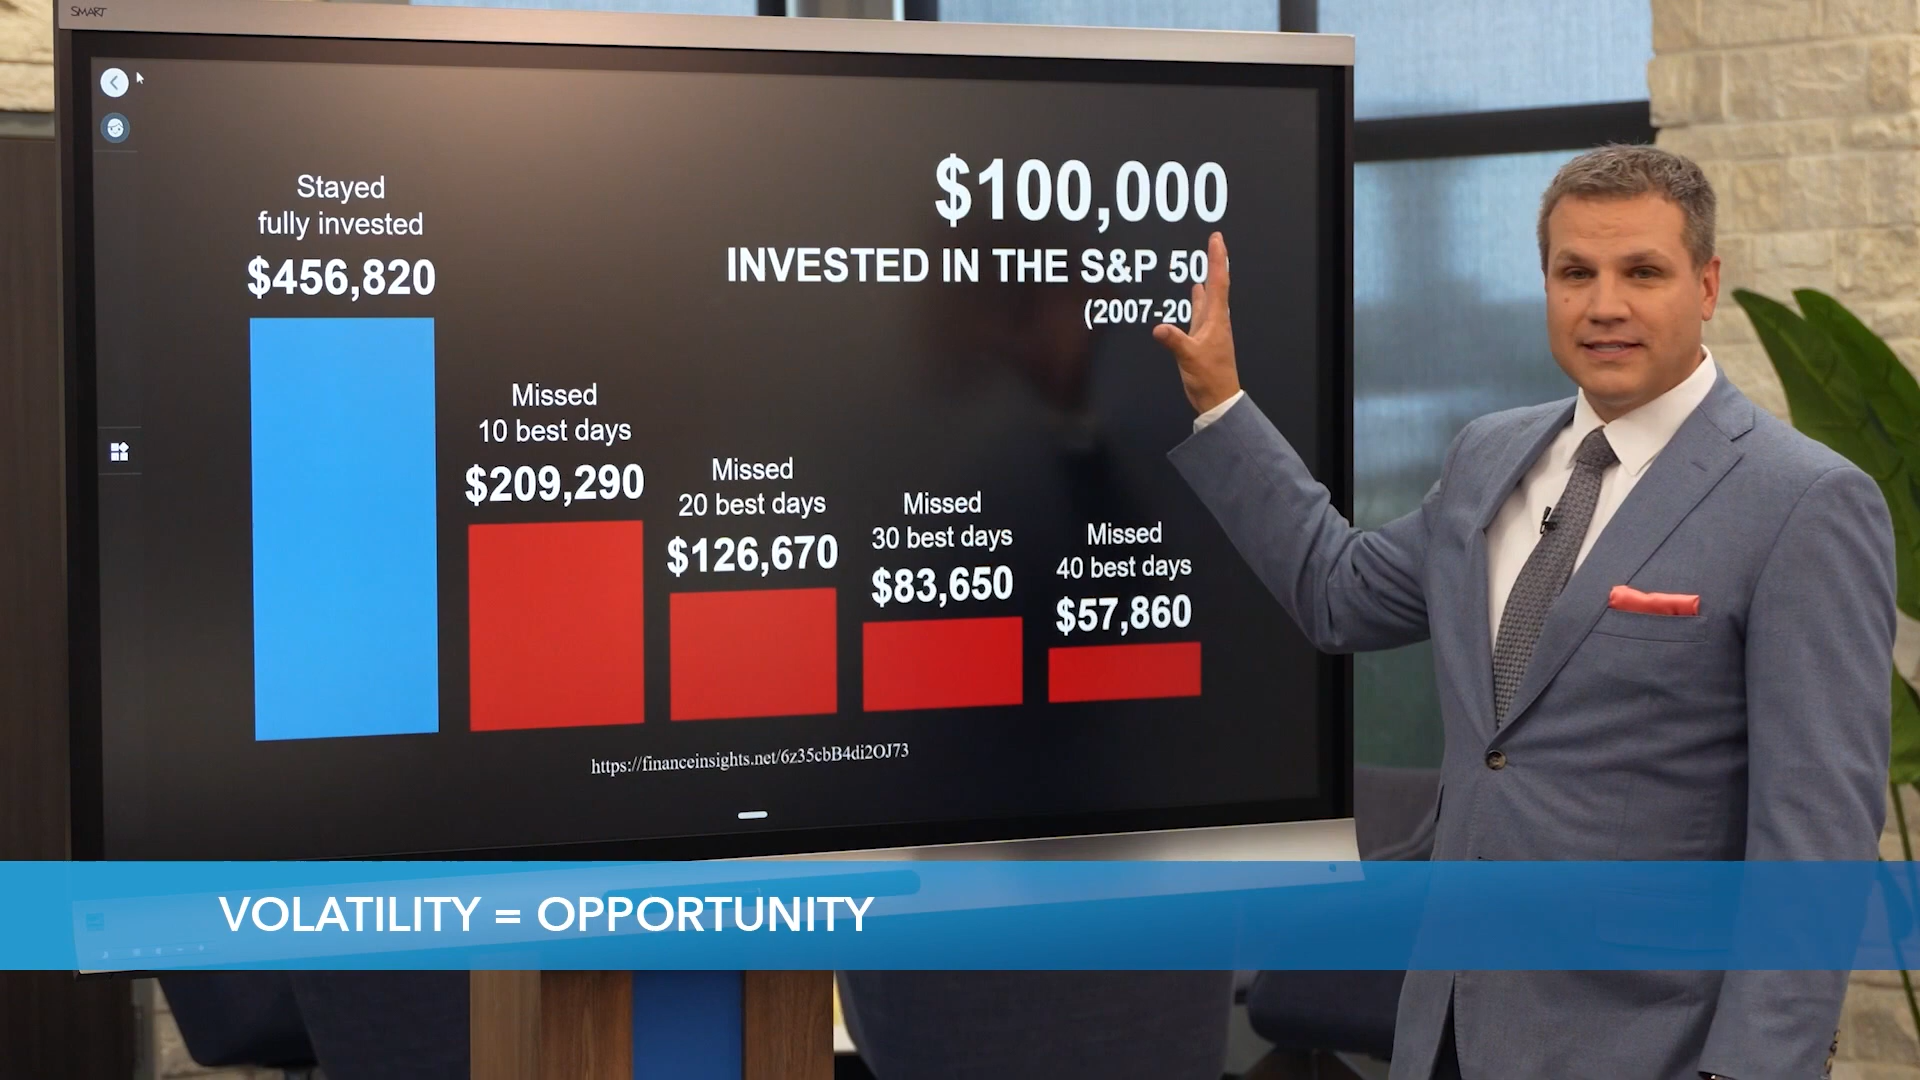 SMART
Stayed
fully invested
$456,820
Missed
10 best days
$209,290
Missed
20 best days
$126,670
Missed
30 best days
$83,650
Missed
40 best days
$57,860
$100,000
INVESTED IN THE S&P 50
(2007-20
https://financeinsights.net/6z35cbB4di2OJ73
VOLATILITY = OPPORTUNITY